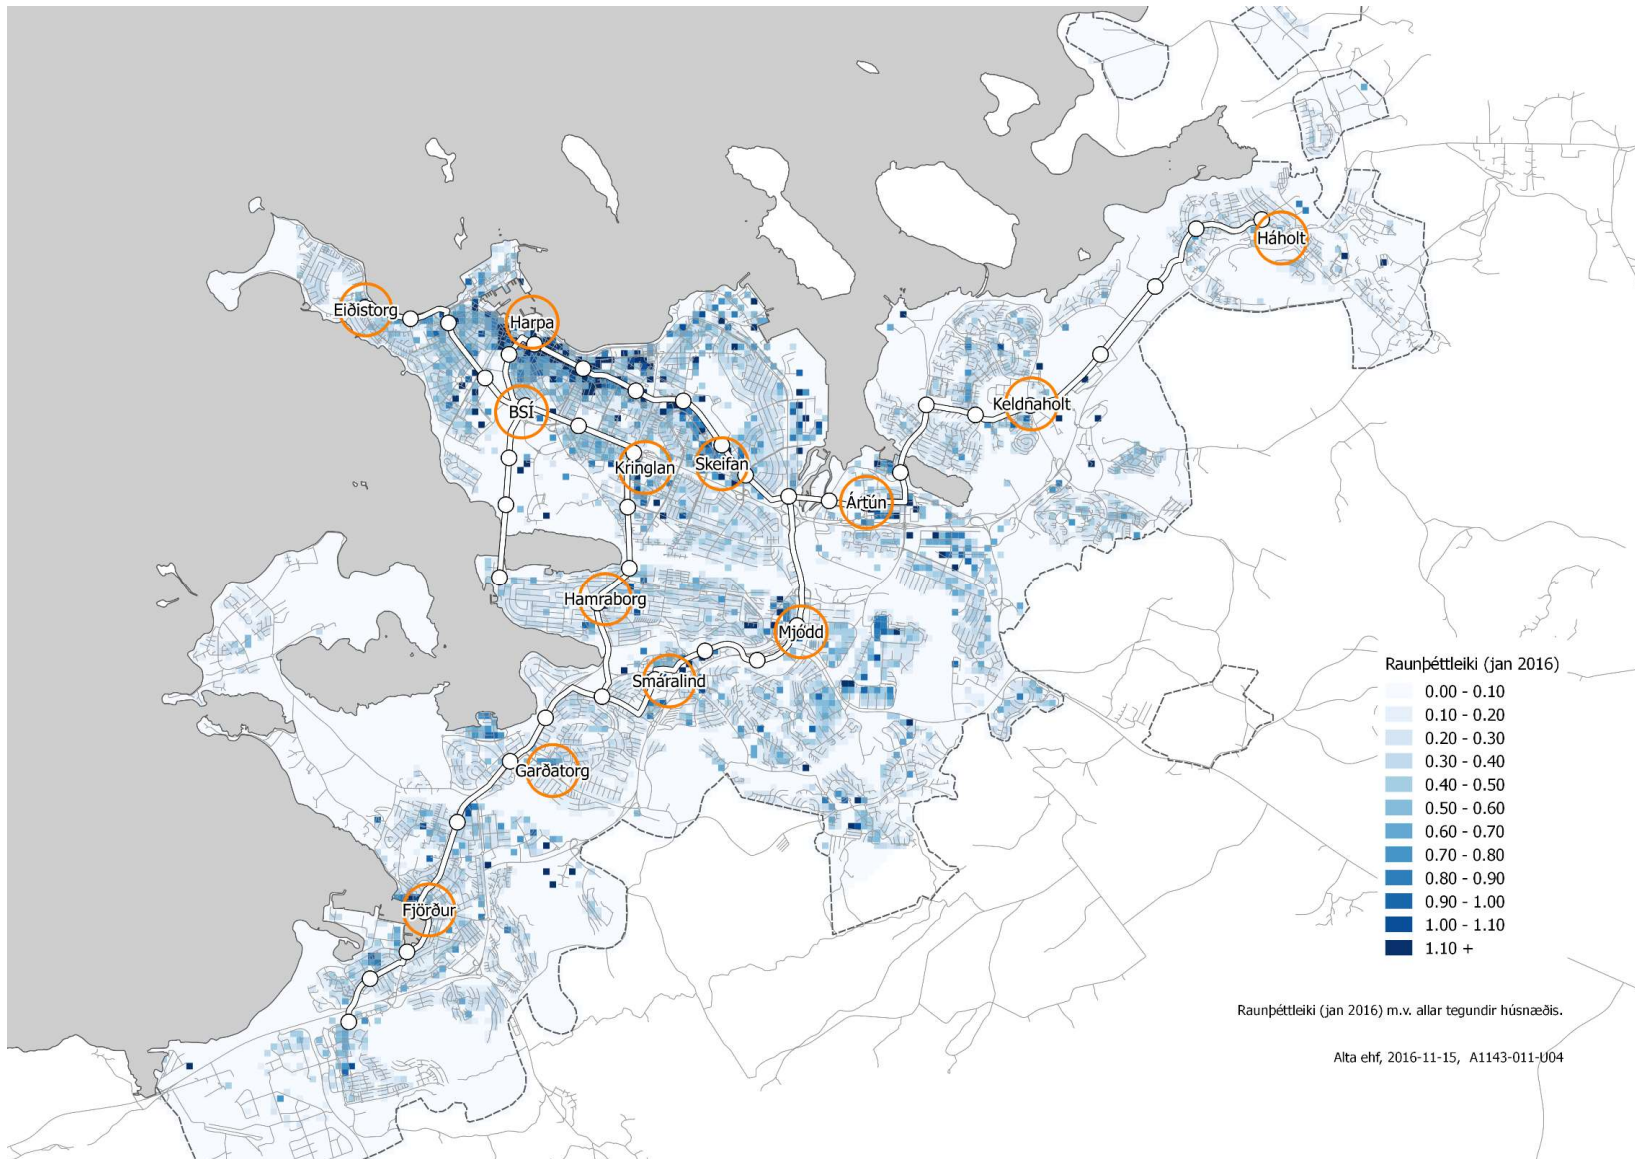 Háholt
Eiðistorg
Harpa
Keldnaholt
BSÍ
Kringlan
Skeifan
Ártún
Hamraborg
Mjódd
Smáralind
Garðatorg
Fjörður
Raunþéttleiki (jan 2016)
0.00 - 0.10
0.10 - 0.20
0.20 - 0.30
0.30 - 0.40
0.40 - 0.50
0.50 - 0.60
0.60 - 0.70
0.70 - 0.80
0.80 - 0.90
0.90 - 1.00
1.00 - 1.10
1.10 +
Raunþéttleiki (jan 2016) m.v. allar tegundir húsnæðis.
Alta ehf, 2016-11-15, A1143-011-U04